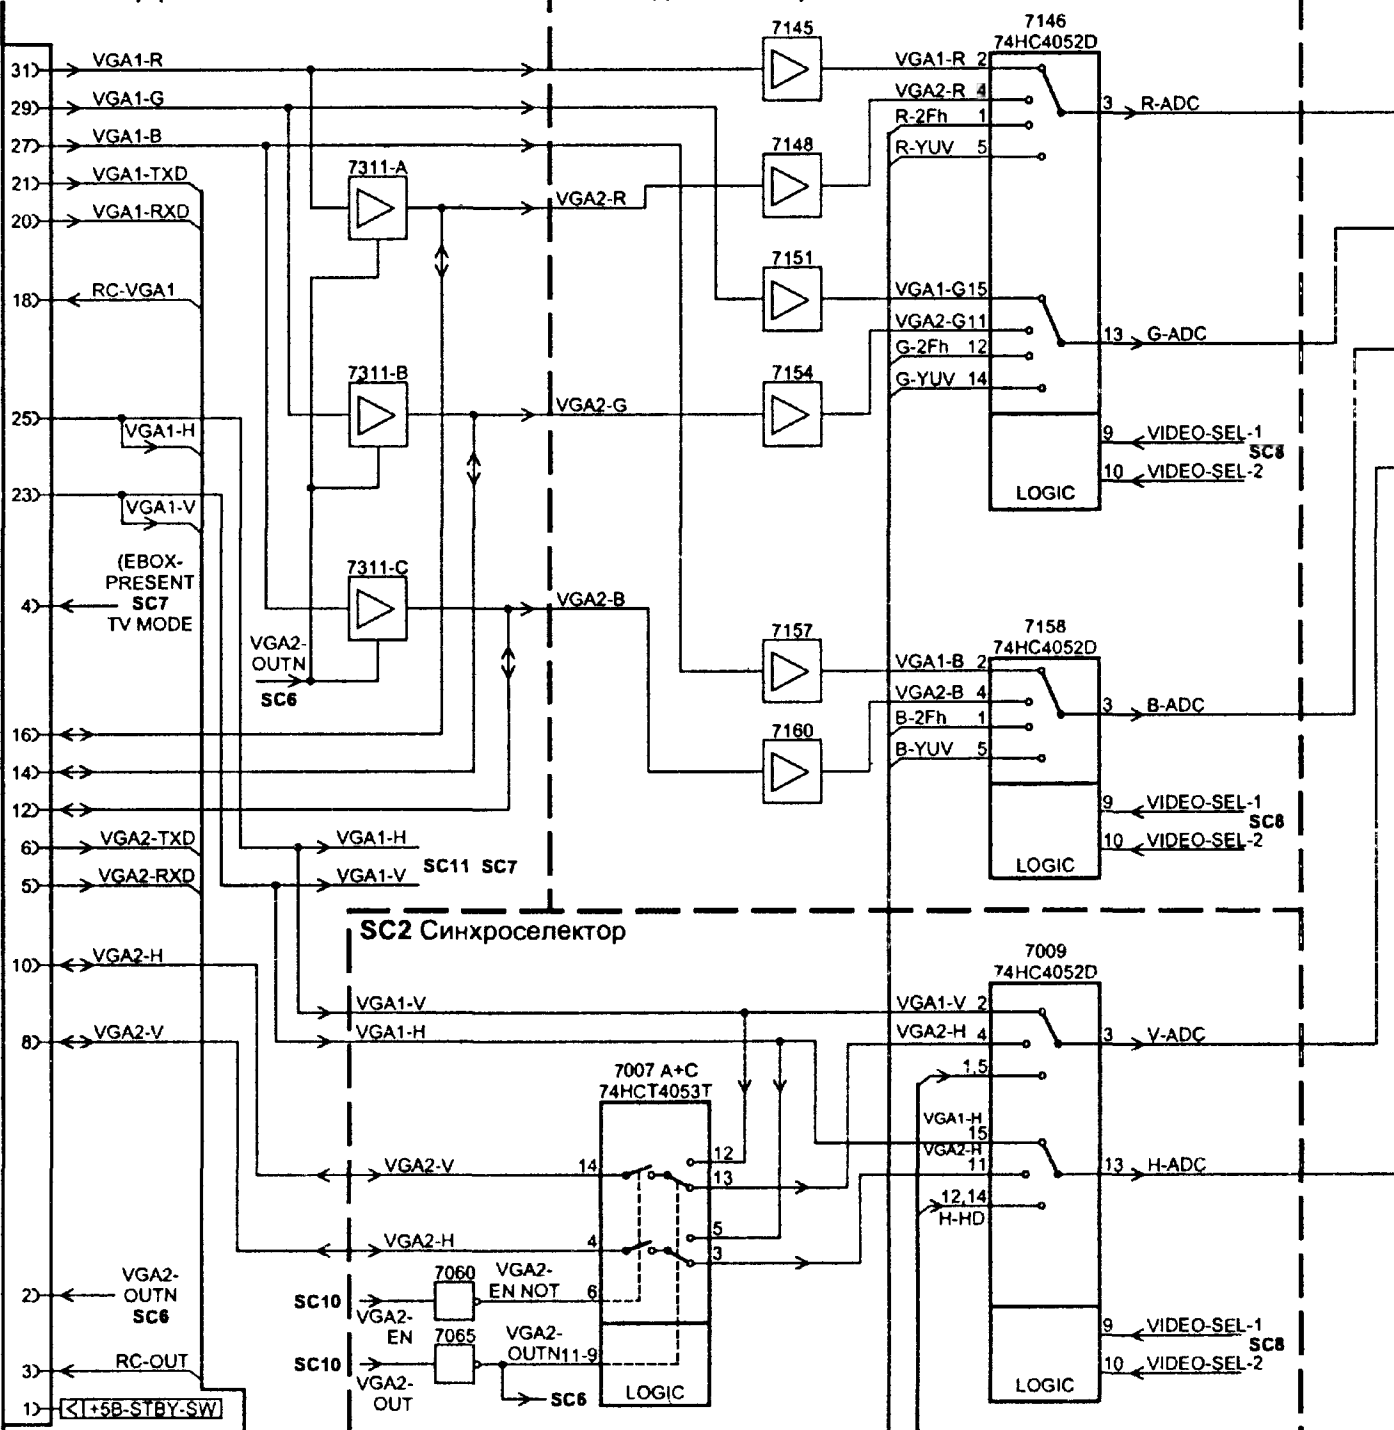 7145
7146
74HC4052D
31 VGA1-R
VGA1-R 2
29 VGA1-G
VGA2-R 4
3 R-ADC
R-2Fh 1
27 VGA1-B
7148
R-YUV 5
7311-A
21 VGA1-TXD
VGA2-R
20 VGA1-RXD
7151
18 RC-VGA1
VGA1-G 15
VGA2-G 11
13 G-ADC
G-2Fh 12
7311-B
7154
G-YUV 14
25
VGA2-G
VGA1-H
9 VIDEO-SEL-1
SC8
10 VIDEO-SEL-2
23
LOGIC
VGA1-V
(EBOX-
PRESENT
SC7
TV MODE
4
7311-C
VGA2-B
VGA2-
OUTN
SC6
7157
7158
74HC4052D
VGA1-B 2
VGA2-B 4
3 B-ADC
B-2Fh 1
16
7160
B-YUV 5
14
12
9 VIDEO-SEL-1
SC8
10 VIDEO-SEL-2
6 VGA2-TXD
VGA1-H
SC11 SC7
LOGIC
5 VGA2-RXD
VGA1-V
SC2 Синхроселектор
10 VGA2-H
7009
74HC4052D
VGA1-V
VGA1-V 2
8 VGA2-V
VGA1-H
VGA2-H 4
3 V-ADC
7007 A+C
74HCT4053T
1,5
VGA1-H
15
VGA2-H
11
VGA2-V 14
12
13
13 H-ADC
12,14
H-HD
VGA2-H 4
5
3
2 VGA2-
OUTN
SC6
SC10
VGA2-
EN
7060
VGA2-
EN NOT 6
SC10
VGA2-
OUT
7065
VGA2-
OUTN 11-9
SC6
LOGIC
9 VIDEO-SEL-1
SC8
10 VIDEO-SEL-2
LOGIC
3 RC-OUT
1 +5B-STBY-SW